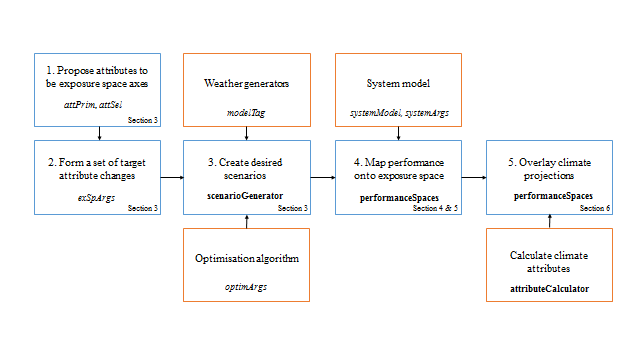 1. Propose attributes to
be exposure space axes
attPrim, attSel
Section 3
Weather generators
modelTag
System model
systemModel, systemArgs
2. Form a set of target
attribute changes
exSpArgs
Section 3
3. Create desired
scenarios
scenarioGenerator
Section 3
4. Map performance
onto exposure space
performanceSpaces
Section 4 & 5
5. Overlay climate
projections
performanceSpaces
Section 6
Optimisation algorithm
optimArgs
Calculate climate
attributes
attributeCalculator